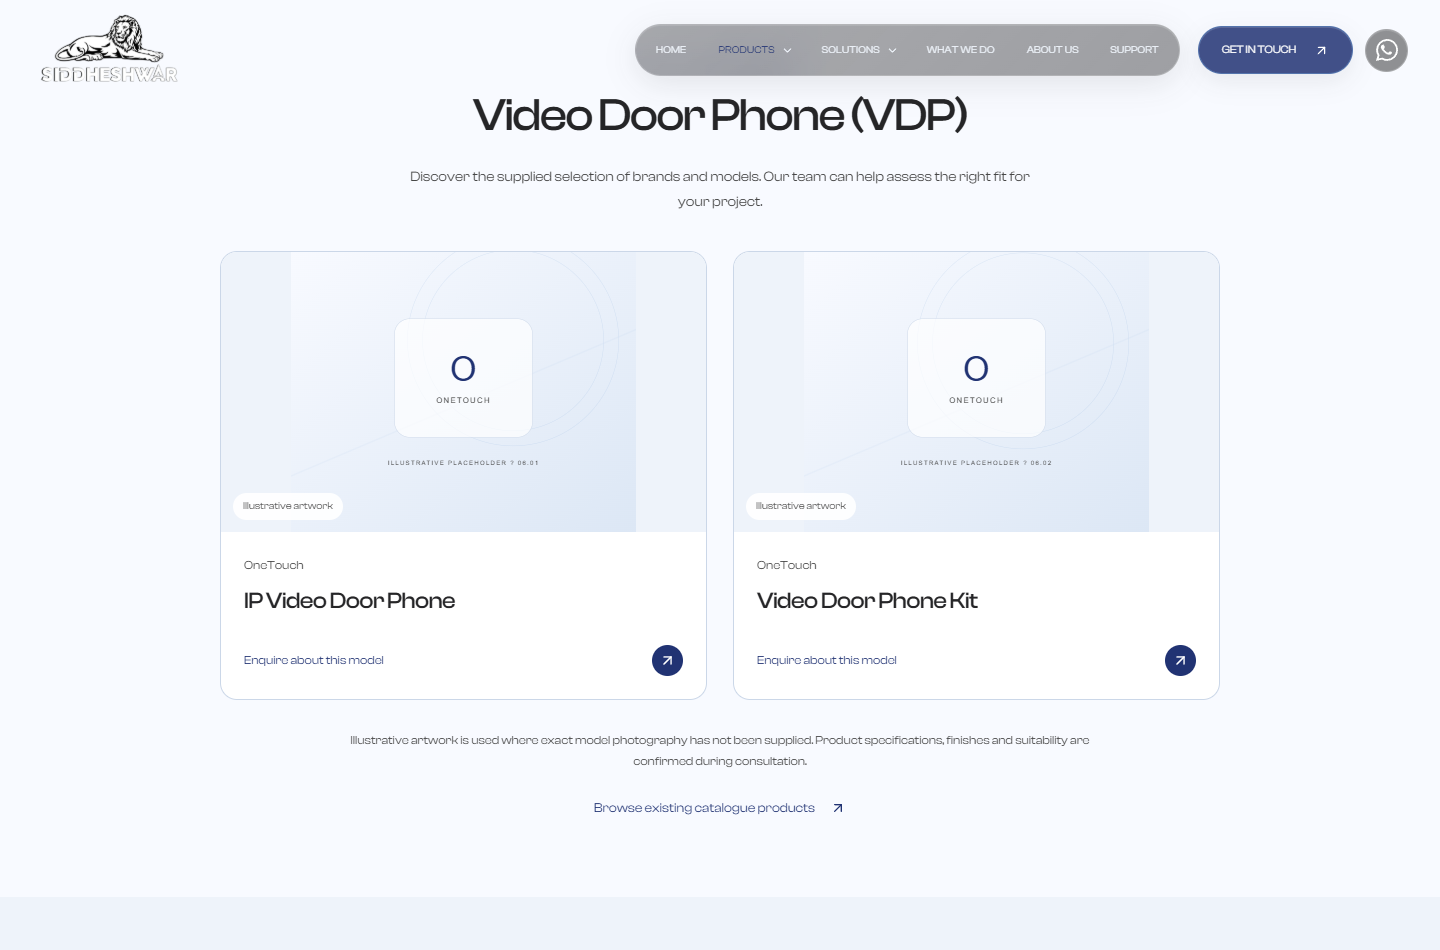 SIDDHESHWAR
HOME PRODUCTS SOLUTIONS WHAT WE DO ABOUT US SUPPORT GET IN TOUCH
Video Door Phone (VDP)
Discover the supplied selection of brands and models. Our team can help assess the right fit for
your project.
O
ONETOUCH
ILLUSTRATIVE PLACEHOLDER ? 06.01
Illustrative artwork
OneTouch
IP Video Door Phone
Enquire about this model
O
ONETOUCH
ILLUSTRATIVE PLACEHOLDER ? 06.02
Illustrative artwork
OneTouch
Video Door Phone Kit
Enquire about this model
Illustrative artwork is used where exact model photography has not been supplied. Product specifications, finishes and suitability are
confirmed during consultation.
Browse existing catalogue products